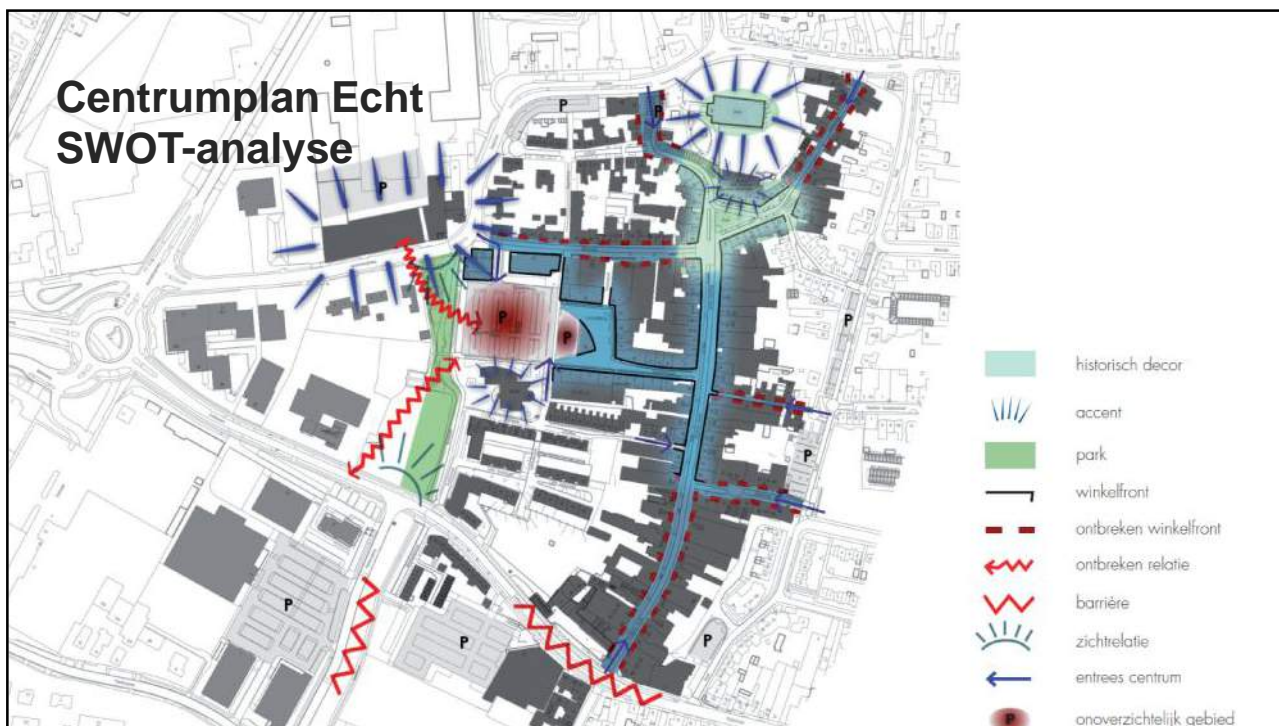 Centrumplan Echt
SWOT-analyse
P
P
P
P
P
P
P
P
P
P
historisch decor
accent
park
winkelfront
ontbreken winkelfront
ontbreken relatie
barrière
zichtrelatie
entrees centrum
P
onoverzichtelijk gebied